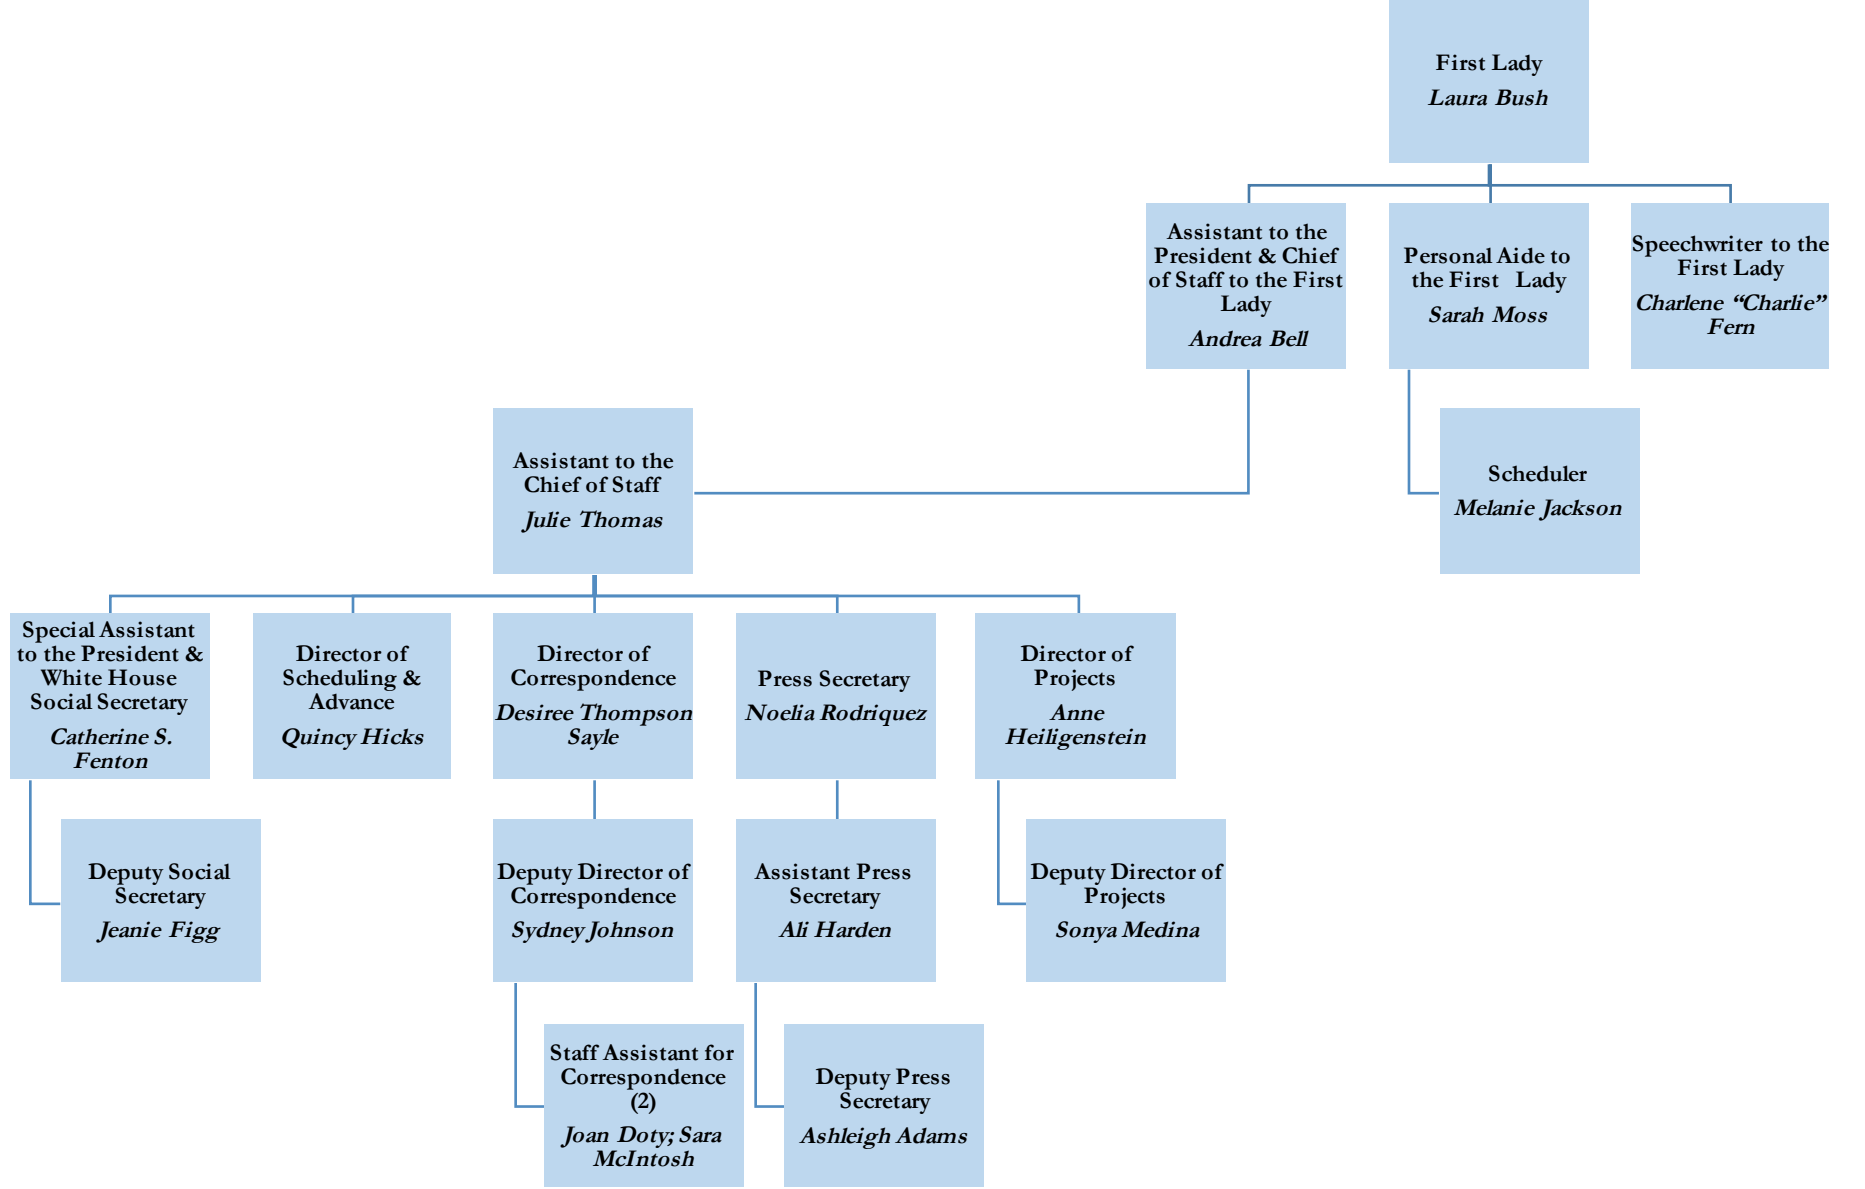 First Lady
Laura Bush
Assistant to the
President & Chief
of Staff to the First
Lady
Andrea Bell
Personal Aide to
the First Lady
Sarah Moss
Speechwriter to the
First Lady
Charlene “Charlie”
Fern
Assistant to the
Chief of Staff
Julie Thomas
Scheduler
Melanie Jackson
Special Assistant
to the President &
White House
Social Secretary
Catherine S.
Fenton
Director of
Scheduling &
Advance
Quincy Hicks
Director of
Correspondence
Desiree Thompson
Sayle
Press Secretary
Noelia Rodriquez
Director of
Projects
Anne
Heiligenstein
Deputy Social
Secretary
Jeanie Figg
Deputy Director of
Correspondence
Sydney Johnson
Assistant Press
Secretary
Ali Harden
Deputy Director of
Projects
Sonya Medina
Staff Assistant for
Correspondence
(2)
Joan Doty; Sara
McIntosh
Deputy Press
Secretary
Ashleigh Adams